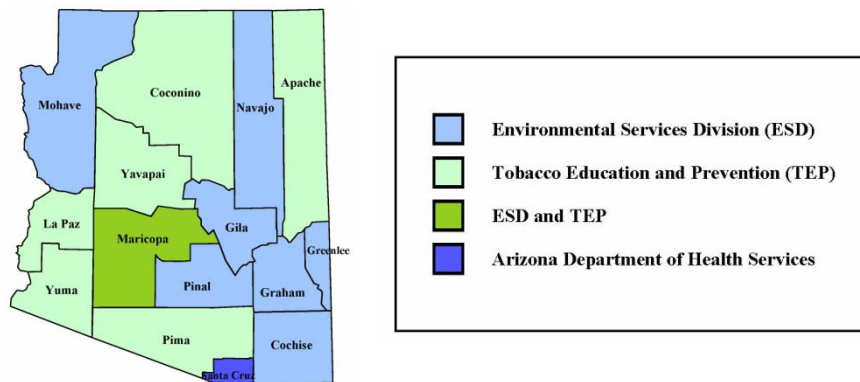 Mohave
Coconino
Navajo
Apache
Yavapai
La Paz
Maricopa
Gila
Greenlee
Yuma
Pinal
Graham
Pima
Cochise
Santa Cruz
Environmental Services Division (ESD)
Tobacco Education and Prevention (TEP)
ESD and TEP
Arizona Department of Health Services